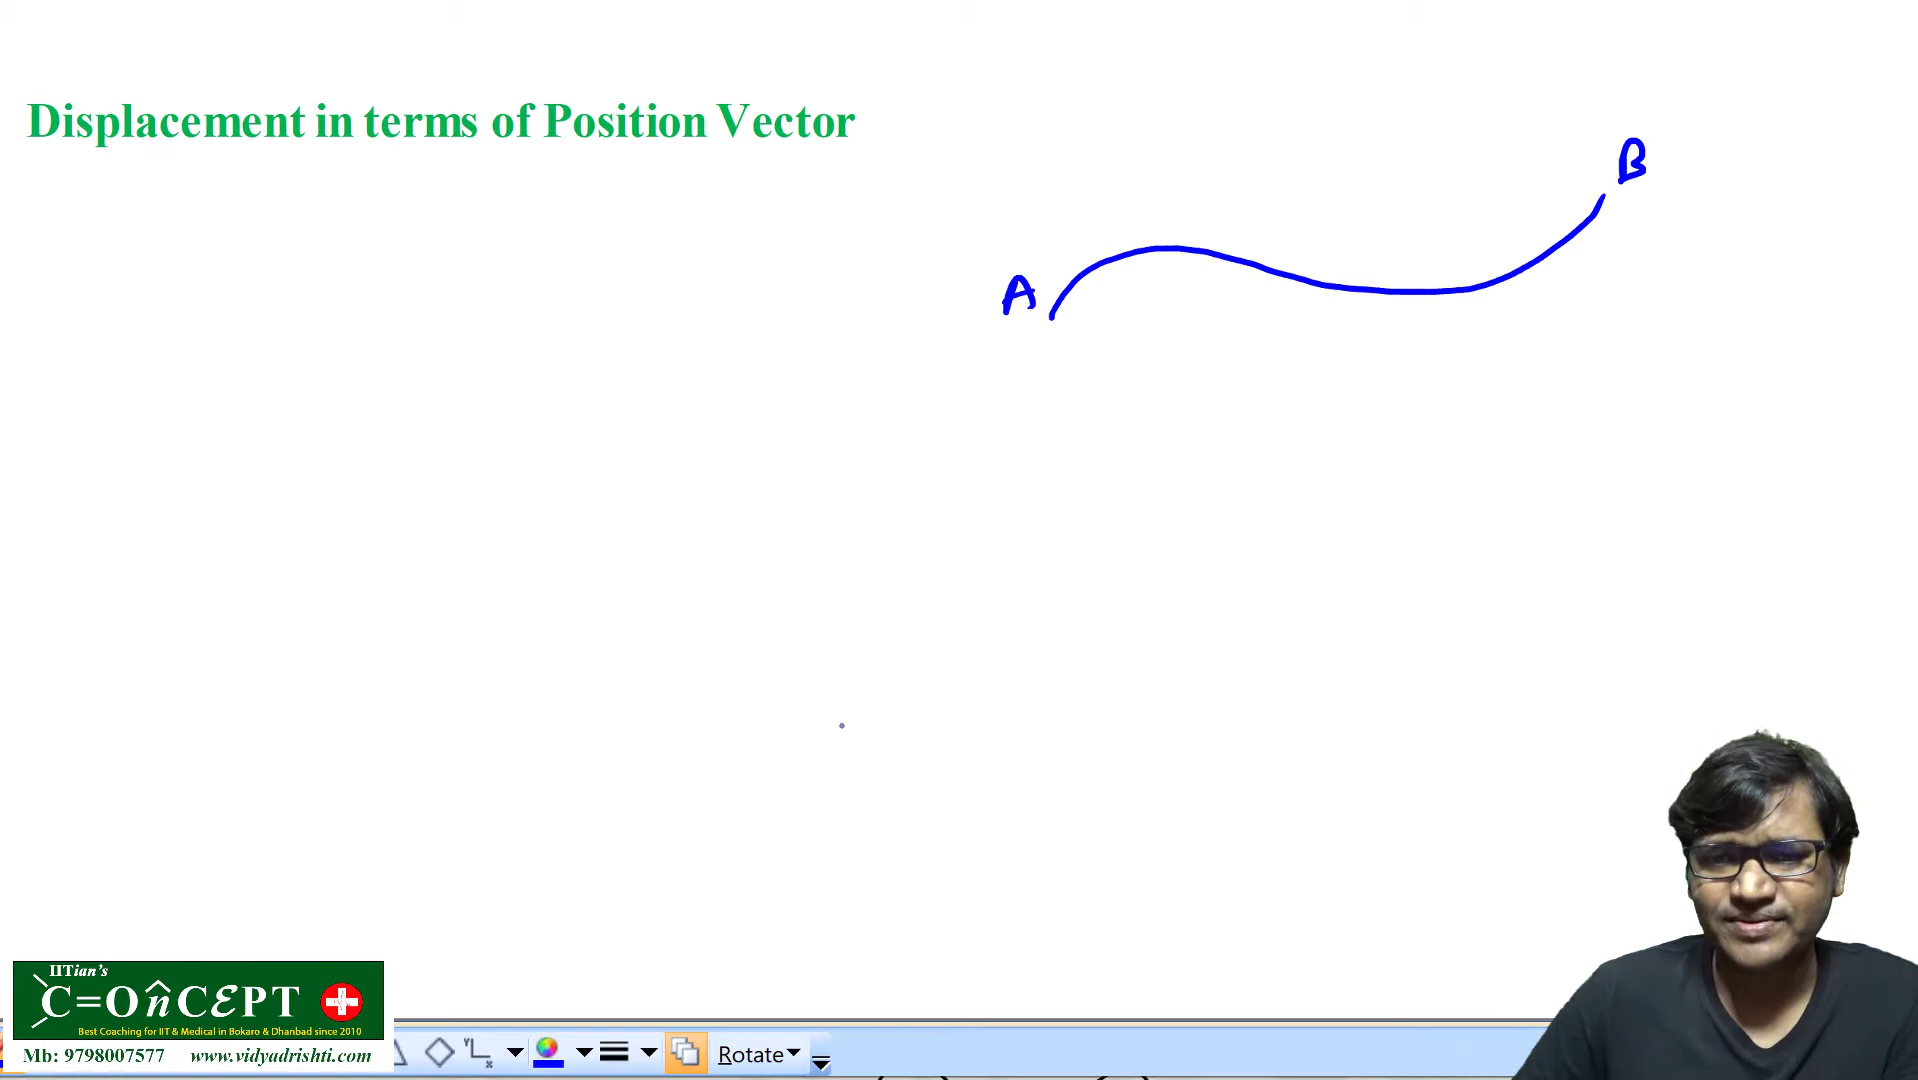 Displacement in terms of Position Vector
B
A
IITian's
C=OnCEPT
Best Coaching for IIT & Medical in Bokaro & Dhanbad since 2010
Mb: 9798007577 www.vidyadrishti.com
Y
x
Rotate